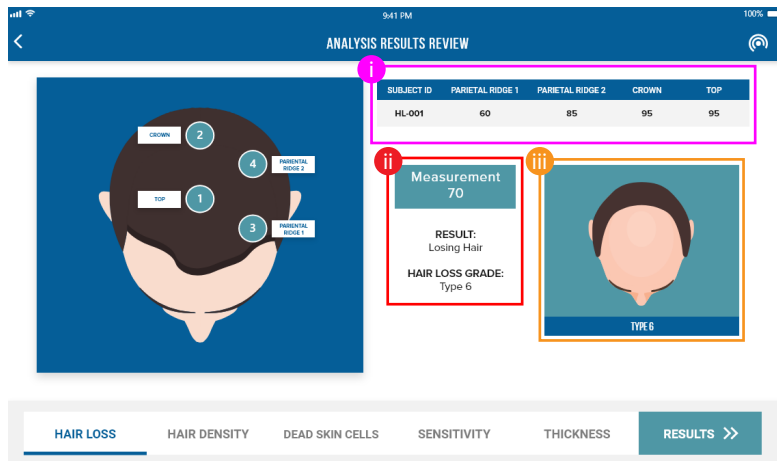 9:41 PM
100%
ANALYSIS RESULTS REVIEW
i
SUBJECT ID PARIETAL RIDGE 1 PARIETAL RIDGE 2 CROWN TOP
HL-001 60 85 95 95
CROWN 2
4 PARIENTAL
RIDGE 2
TOP 1
3 PARIENTAL
RIDGE 1
ii
Measurement
70
RESULT:
Losing Hair
HAIR LOSS GRADE:
Type 6
iii
TYPE 6
HAIR LOSS HAIR DENSITY DEAD SKIN CELLS SENSITIVITY THICKNESS RESULTS >>